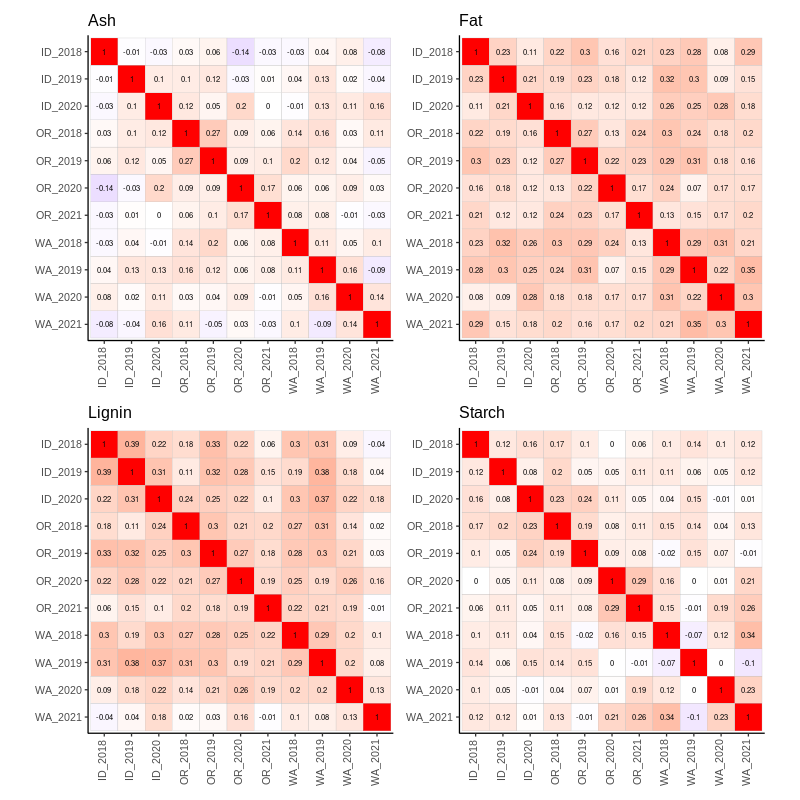 Ash
ID_2018 1 -0.01 -0.03 0.03 0.06 -0.14 -0.03 -0.03 0.04 0.08 -0.08
ID_2019 -0.01 1 0.1 0.1 0.12 -0.03 0.01 0.04 0.13 0.02 -0.04
ID_2020 -0.03 0.1 1 0.12 0.05 0.2 0 -0.01 0.13 0.11 0.16
OR_2018 0.03 0.1 0.12 1 0.27 0.09 0.06 0.14 0.16 0.03 0.11
OR_2019 0.06 0.12 0.05 0.27 1 0.09 0.1 0.2 0.12 0.04 -0.05
OR_2020 -0.14 -0.03 0.2 0.09 0.09 1 0.17 0.06 0.06 0.09 0.03
OR_2021 -0.03 0.01 0 0.06 0.1 0.17 1 0.08 0.08 -0.01 -0.03
WA_2018 -0.03 0.04 -0.01 0.14 0.2 0.06 0.08 1 0.11 0.05 0.1
WA_2019 0.04 0.13 0.13 0.16 0.12 0.06 0.08 0.11 1 0.16 -0.09
WA_2020 0.08 0.02 0.11 0.03 0.04 0.09 -0.01 0.05 0.16 1 0.14
WA_2021 -0.08 -0.04 0.16 0.11 -0.05 0.03 -0.03 0.1 -0.09 0.14 1
ID_2018 ID_2019 ID_2020 OR_2018 OR_2019 OR_2020 OR_2021 WA_2018 WA_2019 WA_2020 WA_2021
Fat
ID_2018 1 0.23 0.11 0.22 0.3 0.16 0.21 0.23 0.28 0.08 0.29
ID_2019 0.23 1 0.21 0.19 0.23 0.18 0.12 0.32 0.3 0.09 0.15
ID_2020 0.11 0.21 1 0.16 0.12 0.12 0.12 0.26 0.25 0.28 0.18
OR_2018 0.22 0.19 0.16 1 0.27 0.13 0.24 0.3 0.24 0.18 0.2
OR_2019 0.3 0.23 0.12 0.27 1 0.22 0.23 0.29 0.31 0.18 0.16
OR_2020 0.16 0.18 0.12 0.13 0.22 1 0.17 0.24 0.07 0.17 0.17
OR_2021 0.21 0.12 0.12 0.24 0.23 0.17 1 0.13 0.15 0.17 0.2
WA_2018 0.23 0.32 0.26 0.3 0.29 0.24 0.13 1 0.29 0.31 0.21
WA_2019 0.28 0.3 0.25 0.24 0.31 0.07 0.15 0.29 1 0.22 0.35
WA_2020 0.08 0.09 0.28 0.18 0.18 0.17 0.17 0.31 0.22 1 0.3
WA_2021 0.29 0.15 0.18 0.2 0.16 0.17 0.2 0.21 0.35 0.3 1
ID_2018 ID_2019 ID_2020 OR_2018 OR_2019 OR_2020 OR_2021 WA_2018 WA_2019 WA_2020 WA_2021
Lignin
ID_2018 1 0.39 0.22 0.18 0.33 0.22 0.06 0.3 0.31 0.09 -0.04
ID_2019 0.39 1 0.31 0.11 0.32 0.28 0.15 0.19 0.38 0.18 0.04
ID_2020 0.22 0.31 1 0.24 0.25 0.22 0.1 0.3 0.37 0.22 0.18
OR_2018 0.18 0.11 0.24 1 0.3 0.21 0.2 0.27 0.31 0.14 0.02
OR_2019 0.33 0.32 0.25 0.3 1 0.27 0.18 0.28 0.3 0.21 0.03
OR_2020 0.22 0.28 0.22 0.21 0.27 1 0.19 0.25 0.19 0.26 0.16
OR_2021 0.06 0.15 0.1 0.2 0.18 0.19 1 0.22 0.21 0.19 -0.01
WA_2018 0.3 0.19 0.3 0.27 0.28 0.25 0.22 1 0.29 0.2 0.1
WA_2019 0.31 0.38 0.37 0.31 0.3 0.19 0.21 0.29 1 0.2 0.08
WA_2020 0.09 0.18 0.22 0.14 0.21 0.26 0.19 0.2 0.2 1 0.13
WA_2021 -0.04 0.04 0.18 0.02 0.03 0.16 -0.01 0.1 0.08 0.13 1
ID_2018 ID_2019 ID_2020 OR_2018 OR_2019 OR_2020 OR_2021 WA_2018 WA_2019 WA_2020 WA_2021
Starch
ID_2018 1 0.12 0.16 0.17 0.1 0 0.06 0.1 0.14 0.1 0.12
ID_2019 0.12 1 0.08 0.2 0.05 0.05 0.11 0.11 0.06 0.05 0.12
ID_2020 0.16 0.08 1 0.23 0.24 0.11 0.05 0.04 0.15 -0.01 0.01
OR_2018 0.17 0.2 0.23 1 0.19 0.08 0.11 0.15 0.14 0.04 0.13
OR_2019 0.1 0.05 0.24 0.19 1 0.09 0.08 -0.02 0.15 0.07 -0.01
OR_2020 0 0.05 0.11 0.08 0.09 1 0.29 0.16 0 0.01 0.21
OR_2021 0.06 0.11 0.05 0.11 0.08 0.29 1 0.15 -0.01 0.19 0.26
WA_2018 0.1 0.11 0.04 0.15 -0.02 0.16 0.15 1 -0.07 0.12 0.34
WA_2019 0.14 0.06 0.15 0.14 0.15 0 -0.01 -0.07 1 0 -0.1
WA_2020 0.1 0.05 -0.01 0.04 0.07 0.01 0.19 0.12 0 1 0.23
WA_2021 0.12 0.12 0.01 0.13 -0.01 0.21 0.26 0.34 -0.1 0.23 1
ID_2018 ID_2019 ID_2020 OR_2018 OR_2019 OR_2020 OR_2021 WA_2018 WA_2019 WA_2020 WA_2021